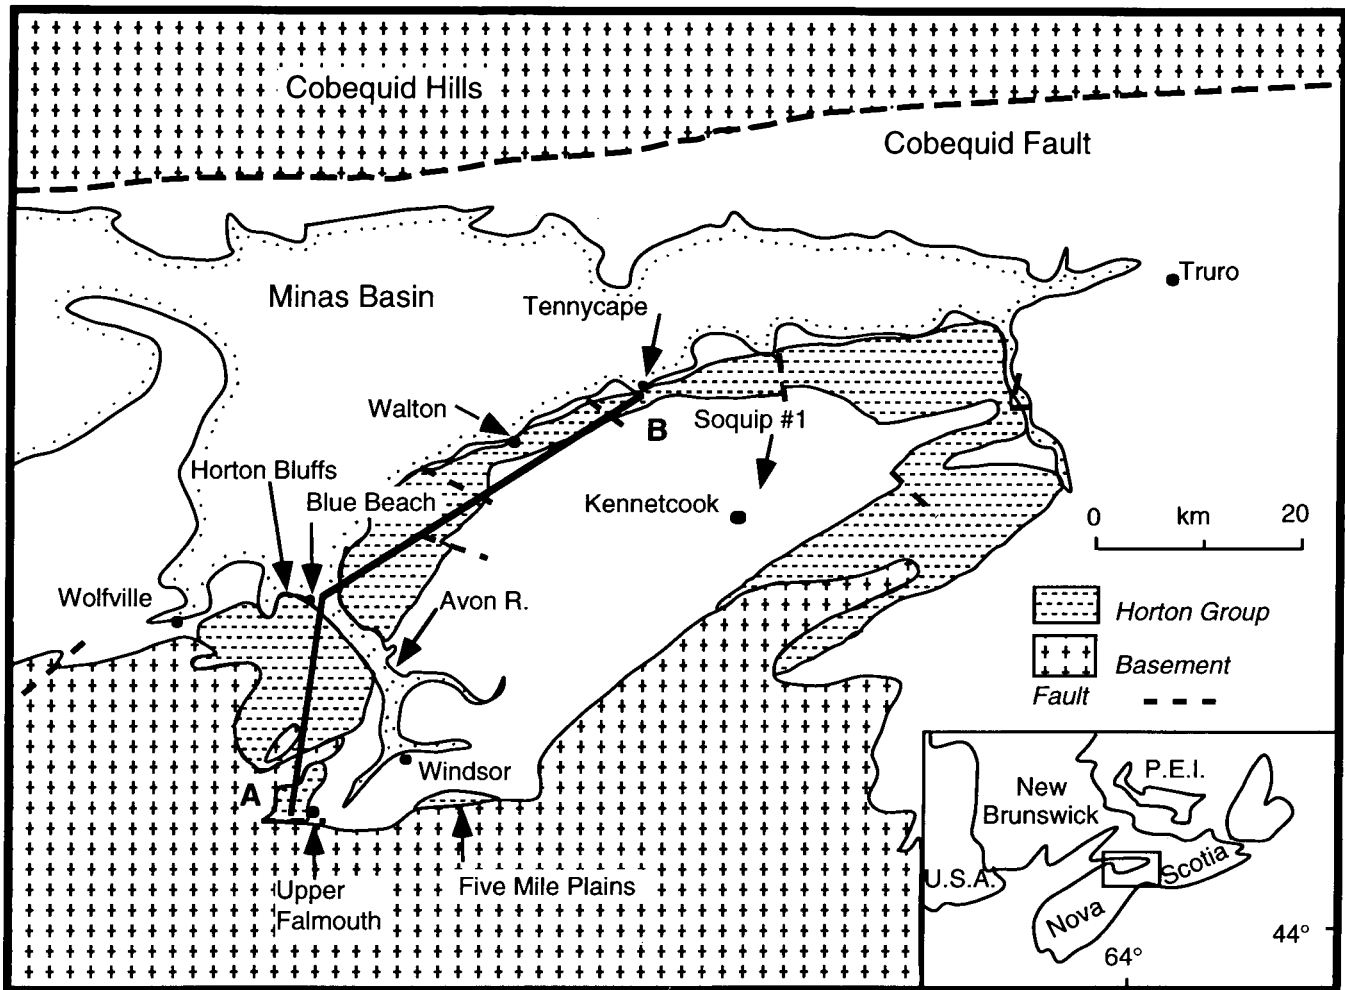 Cobequid Hills
Cobequid Fault
Truro
Minas Basin
Tennycape
Walton
B
Soquip #1
Horton Bluffs
Blue Beach
Kennetcook
0 km 20
Wolfville
Avon R.
Horton Group
Basement
Fault
Windsor
A
Upper
Falmouth
Five Mile Plains
P.E.I.
New
Brunswick
U.S.A.
Nova
Scotia
44°
64°